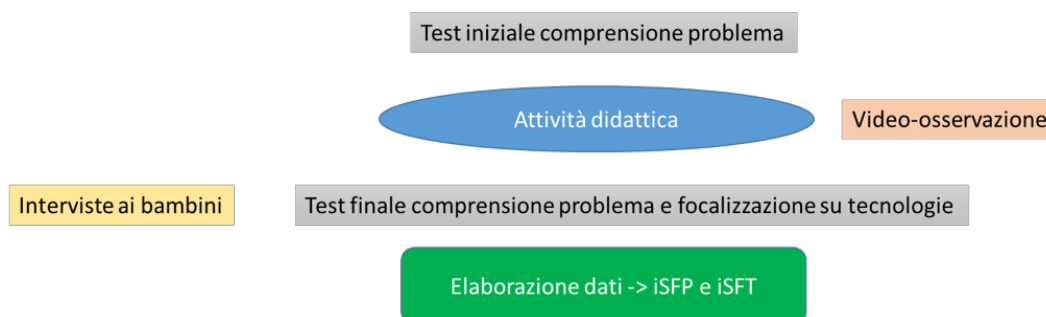 Test iniziale comprensione problema
Attività didattica
Video-osservazione
Interviste ai bambini
Test finale comprensione problema e focalizzazione su tecnologie
Elaborazione dati -> iSFP e iSFT